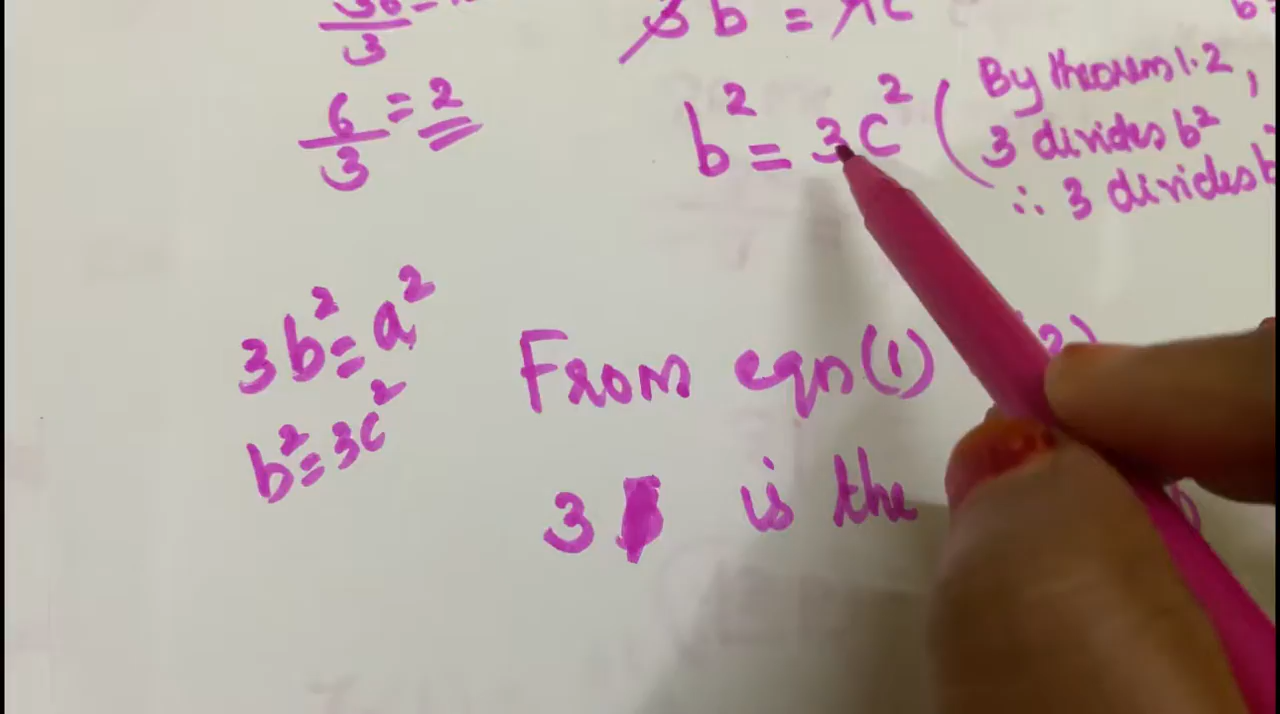 3
6/3 = 2
b² = 3c² (By theorem 1.2,
3 divides b²
∴ 3 divides b
3b² = a²
b² = 3c²
From eqn (1) (2)
3 is the